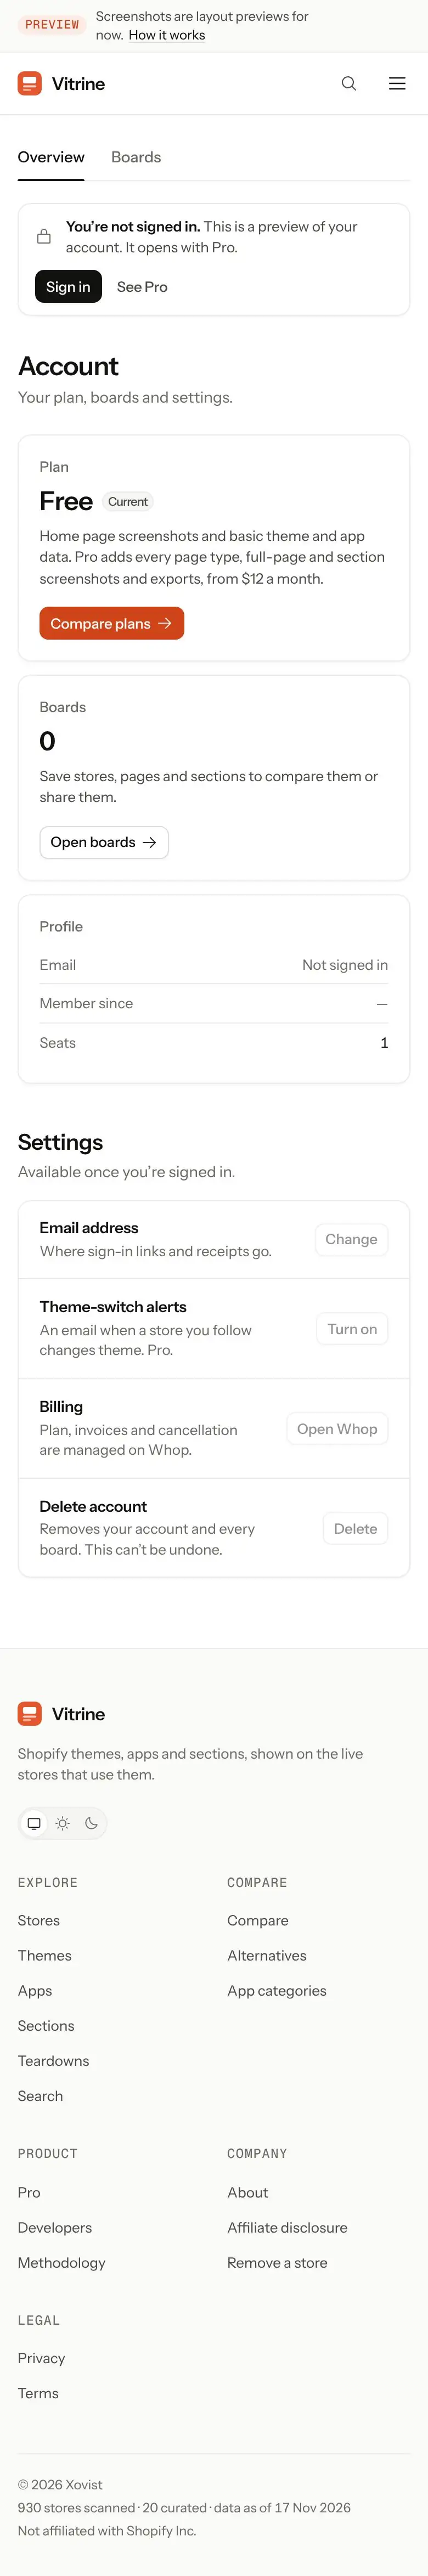 PREVIEW
Screenshots are layout previews for
now. How it works
Vitrine
Overview Boards
You're not signed in. This is a preview of your
account. It opens with Pro.
Sign in See Pro
Account
Your plan, boards and settings.
Plan
Free Current
Home page screenshots and basic theme and app
data. Pro adds every page type, full-page and section
screenshots and exports, from $12 a month.
Compare plans →
Boards
0
Save stores, pages and sections to compare them or
share them.
Open boards →
Profile
Email Not signed in
Member since —
Seats 1
Settings
Available once you're signed in.
Email address
Where sign-in links and receipts go.
Change
Theme-switch alerts
An email when a store you follow
changes theme. Pro.
Turn on
Billing
Plan, invoices and cancellation
are managed on Whop.
Open Whop
Delete account
Removes your account and every
board. This can't be undone.
Delete
Vitrine
Shopify themes, apps and sections, shown on the live
stores that use them.
EXPLORE
Stores
Themes
Apps
Sections
Teardowns
Search
COMPARE
Compare
Alternatives
App categories
PRODUCT
Pro
Developers
Methodology
COMPANY
About
Affiliate disclosure
Remove a store
LEGAL
Privacy
Terms
© 2026 Xovist
930 stores scanned · 20 curated · data as of 17 Nov 2026
Not affiliated with Shopify Inc.